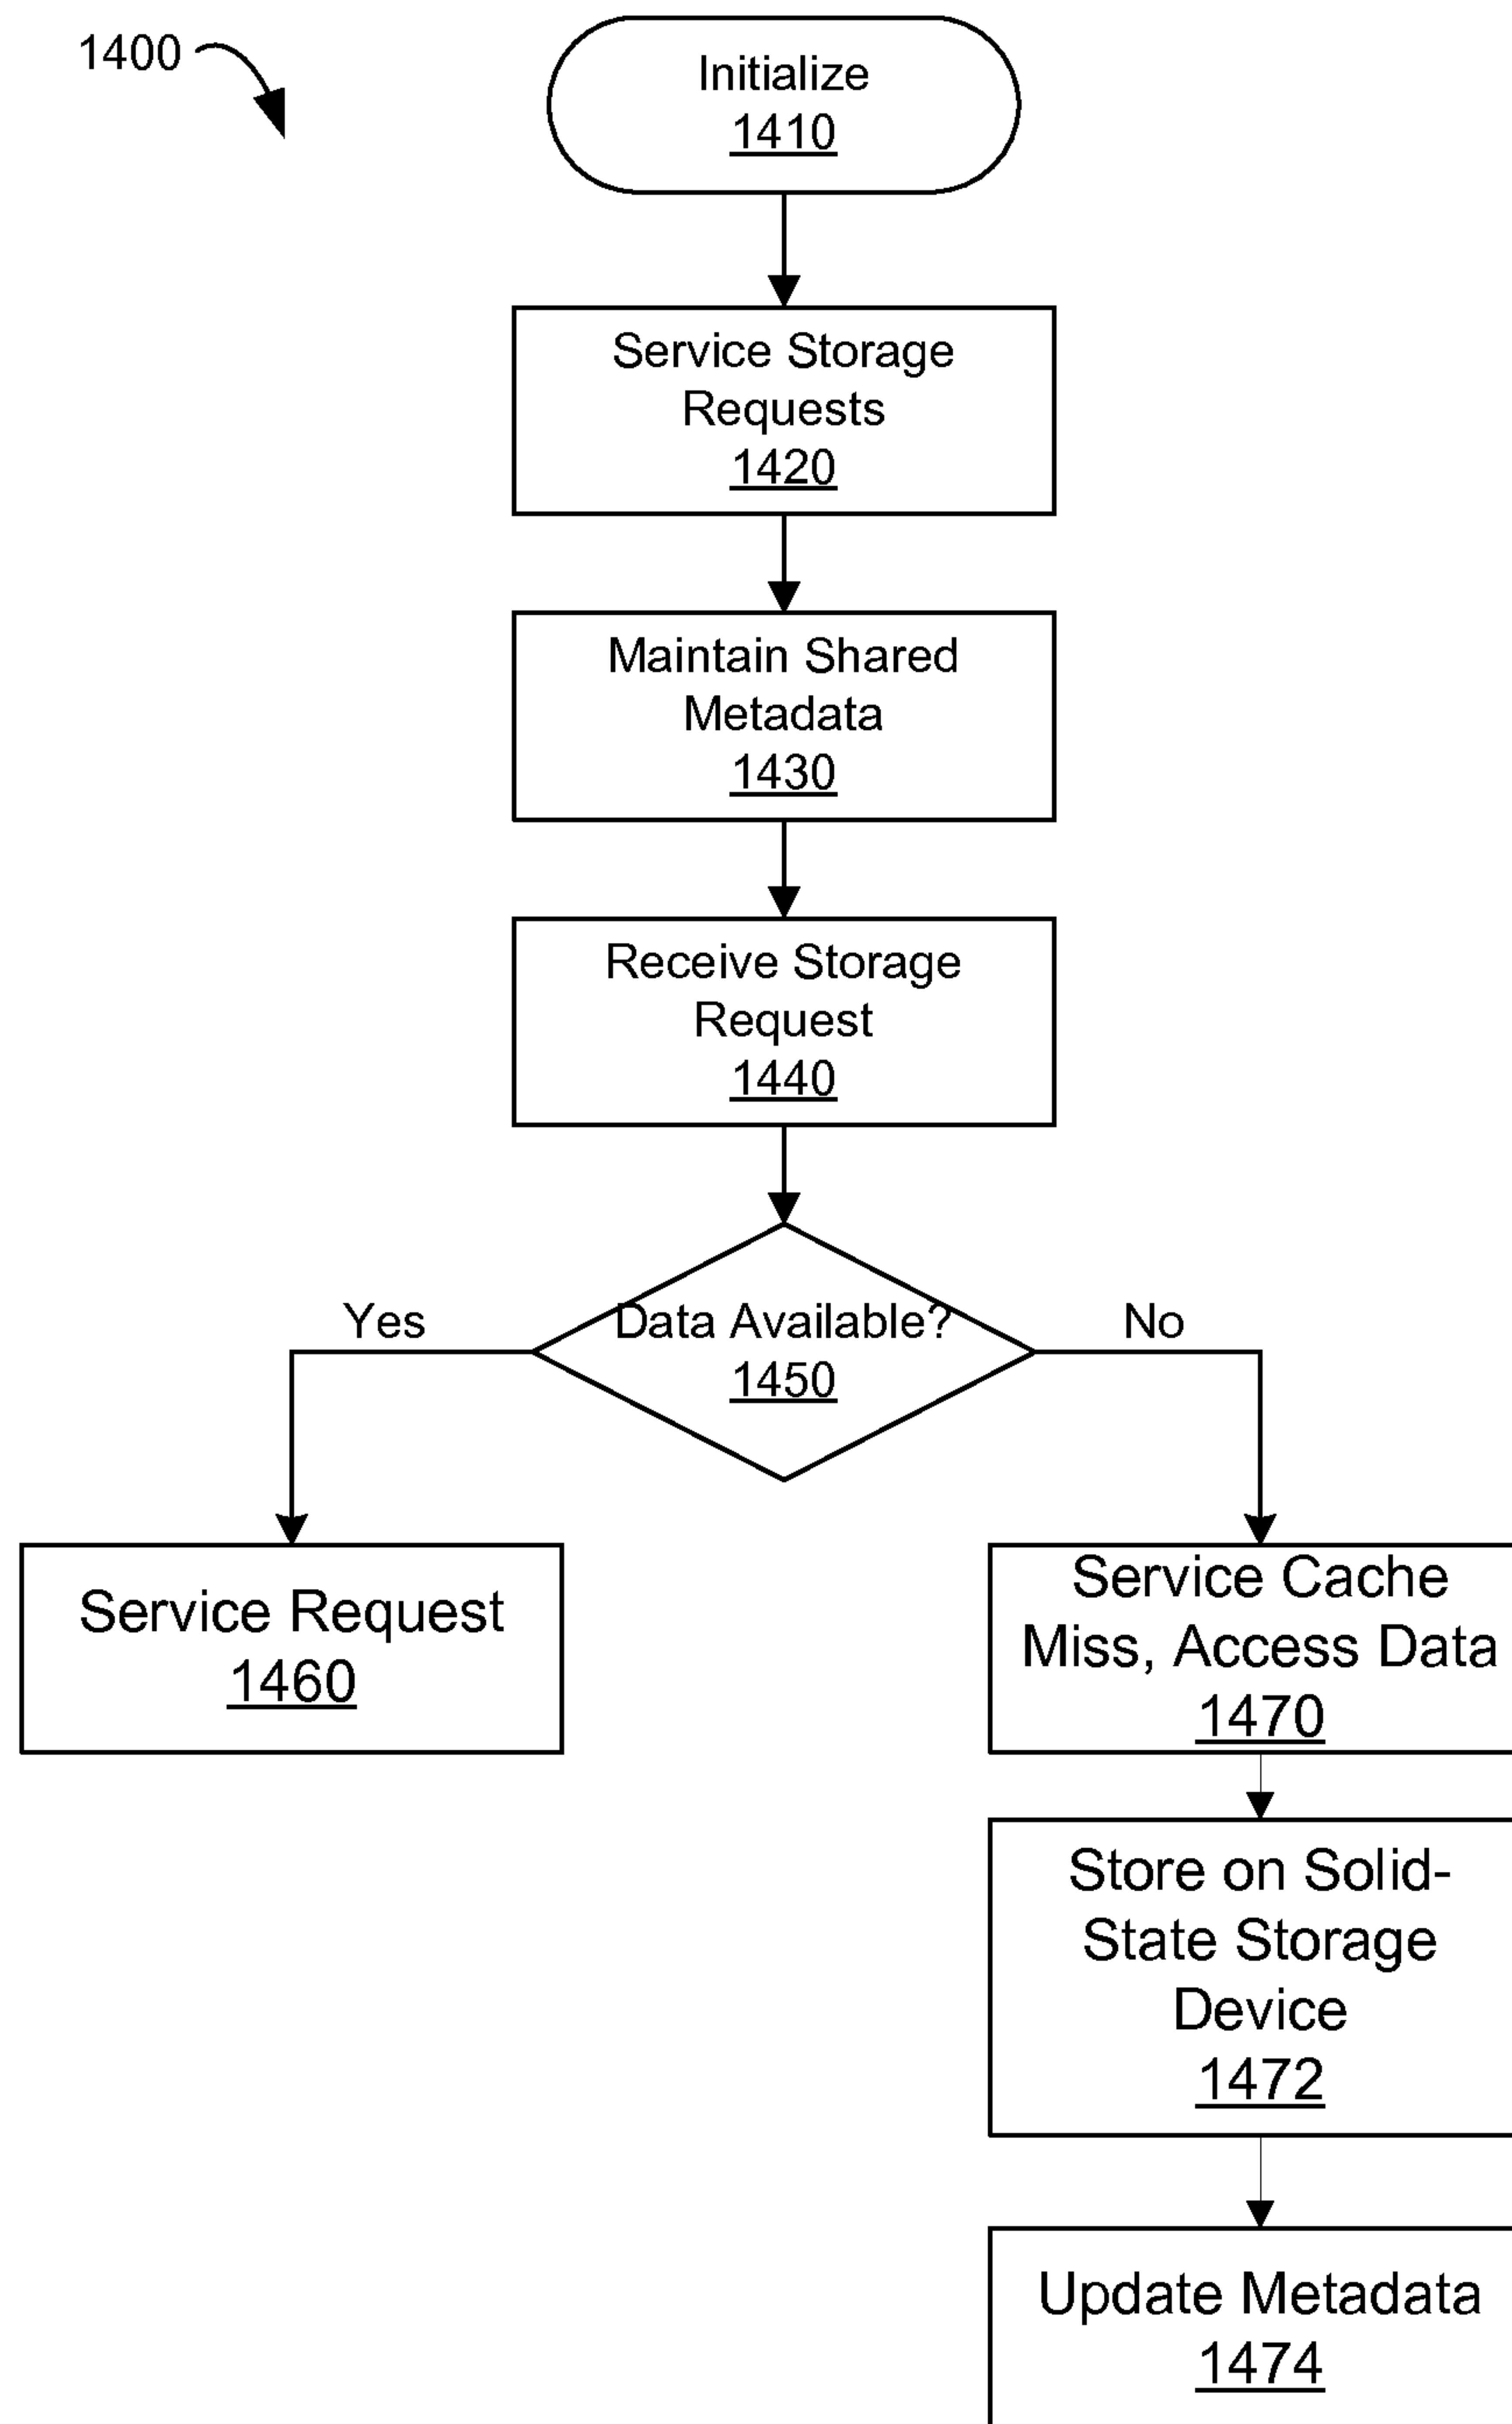 1400
Initialize
1410
Service Storage
Requests
1420
Maintain Shared
Metadata
1430
Receive Storage
Request
1440
Yes
Data Available?
1450
No
Service Request
1460
Service Cache
Miss, Access Data
1470
Store on Solid-
State Storage
Device
1472
Update Metadata
1474